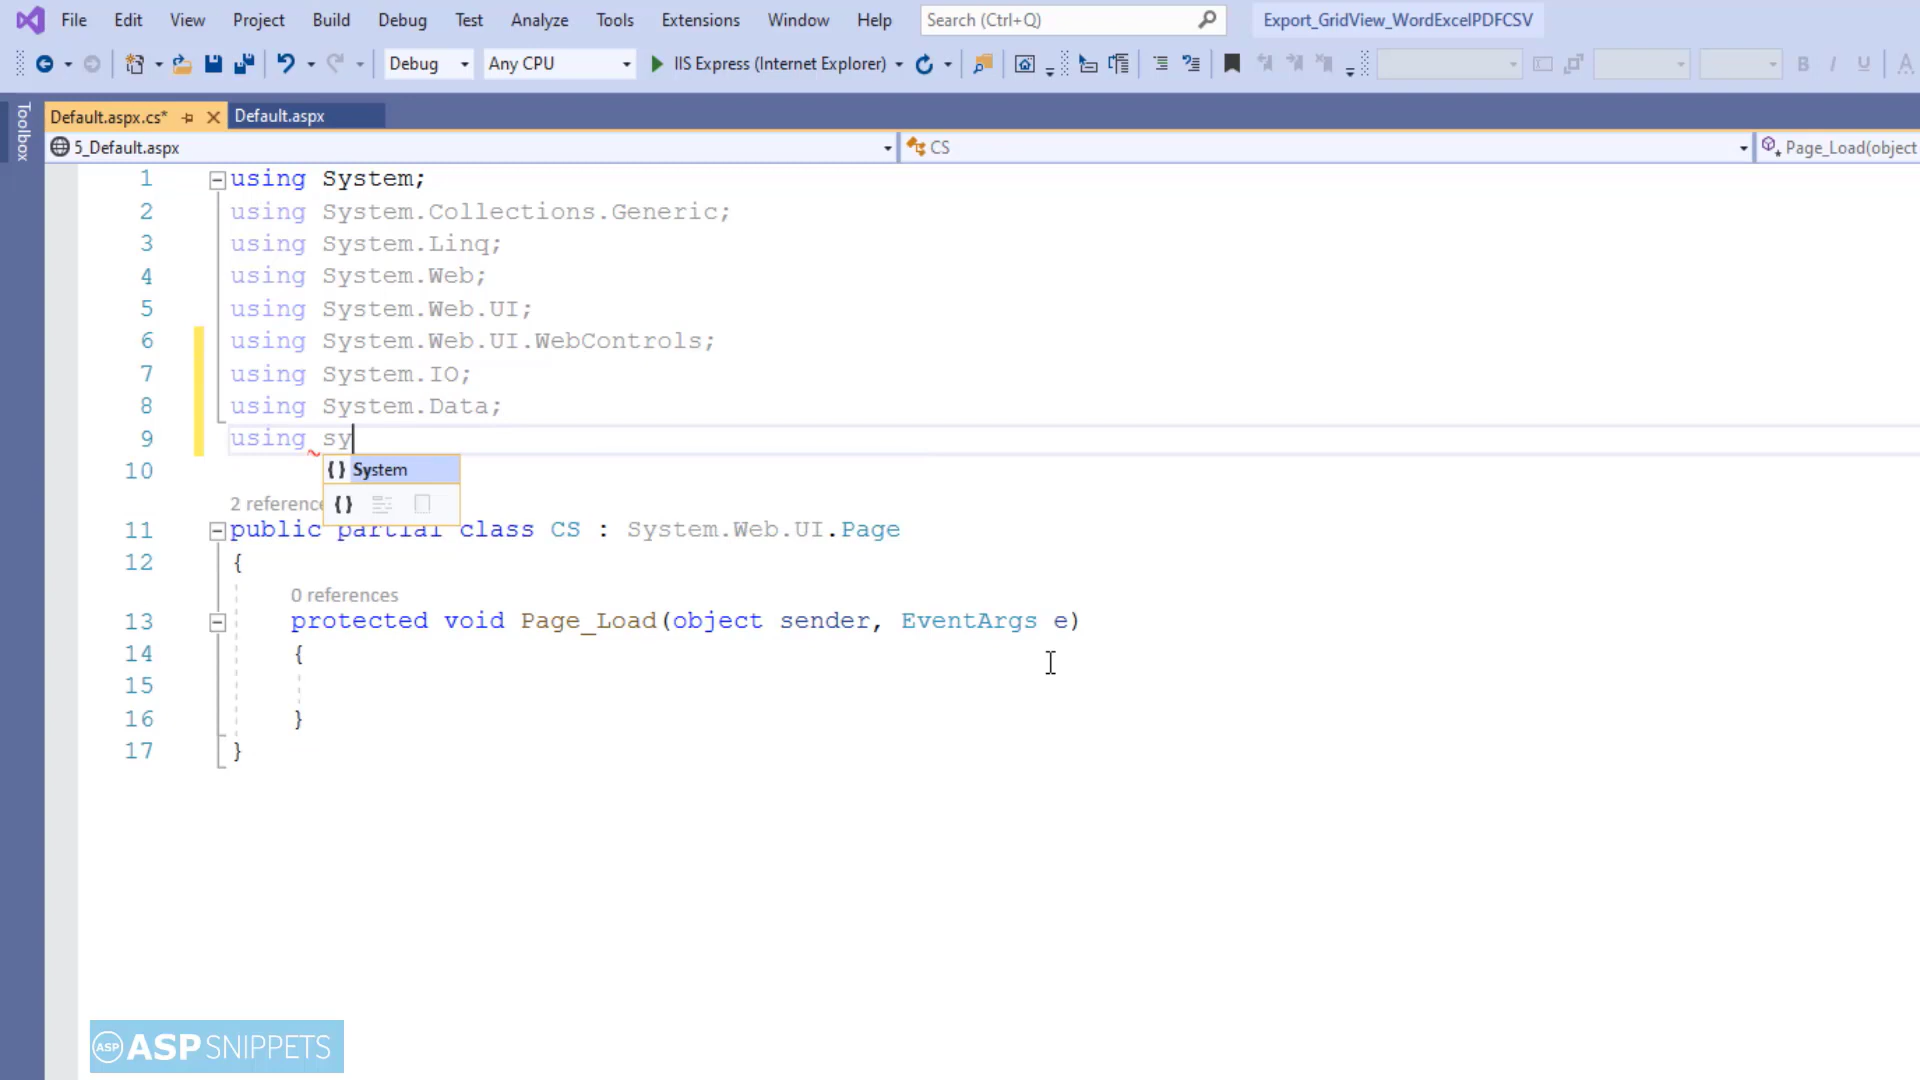 File Edit View Project Build Debug Test Analyze Tools Extensions Window Help Search (Ctrl+Q) Export_GridView_WordExcelPDFCSV
Debug Any CPU IIS Express (Internet Explorer) B I U A
Toolbox
Default.aspx.cs* Default.aspx
5_Default.aspx CS Page_Load(object
1 using System;
2 using System.Collections.Generic;
3 using System.Linq;
4 using System.Web;
5 using System.Web.UI;
6 using System.Web.UI.WebControls;
7 using System.IO;
8 using System.Data;
9 using sy
{} System
10
2 reference
{}
11 public partial class CS : System.Web.UI.Page
12 {
0 references
13 protected void Page_Load(object sender, EventArgs e)
14 {
15
16 }
17 }
ASP ASP SNIPPETS